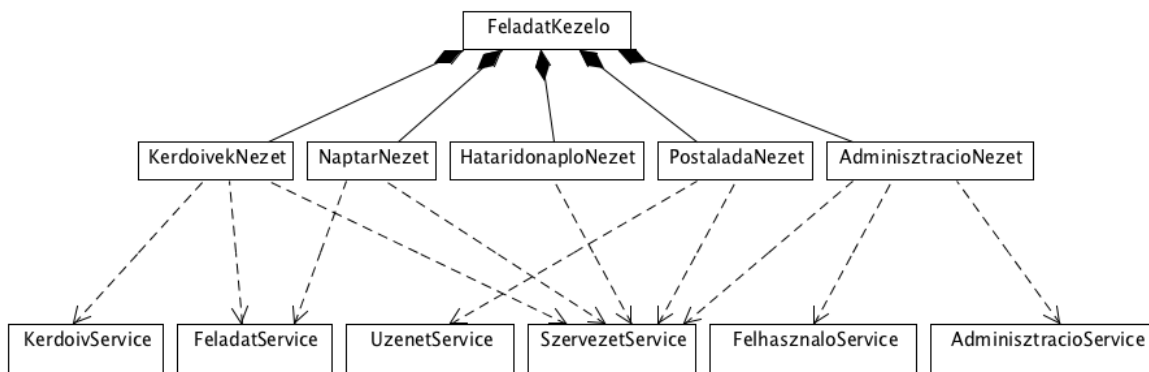 FeladatKezelo
KerdoivekNezet
NaptarNezet
HataridonaploNezet
PostaladaNezet
AdminisztracioNezet
KerdoivService
FeladatService
UzenetService
SzervezetService
FelhasznaloService
AdminisztracioService